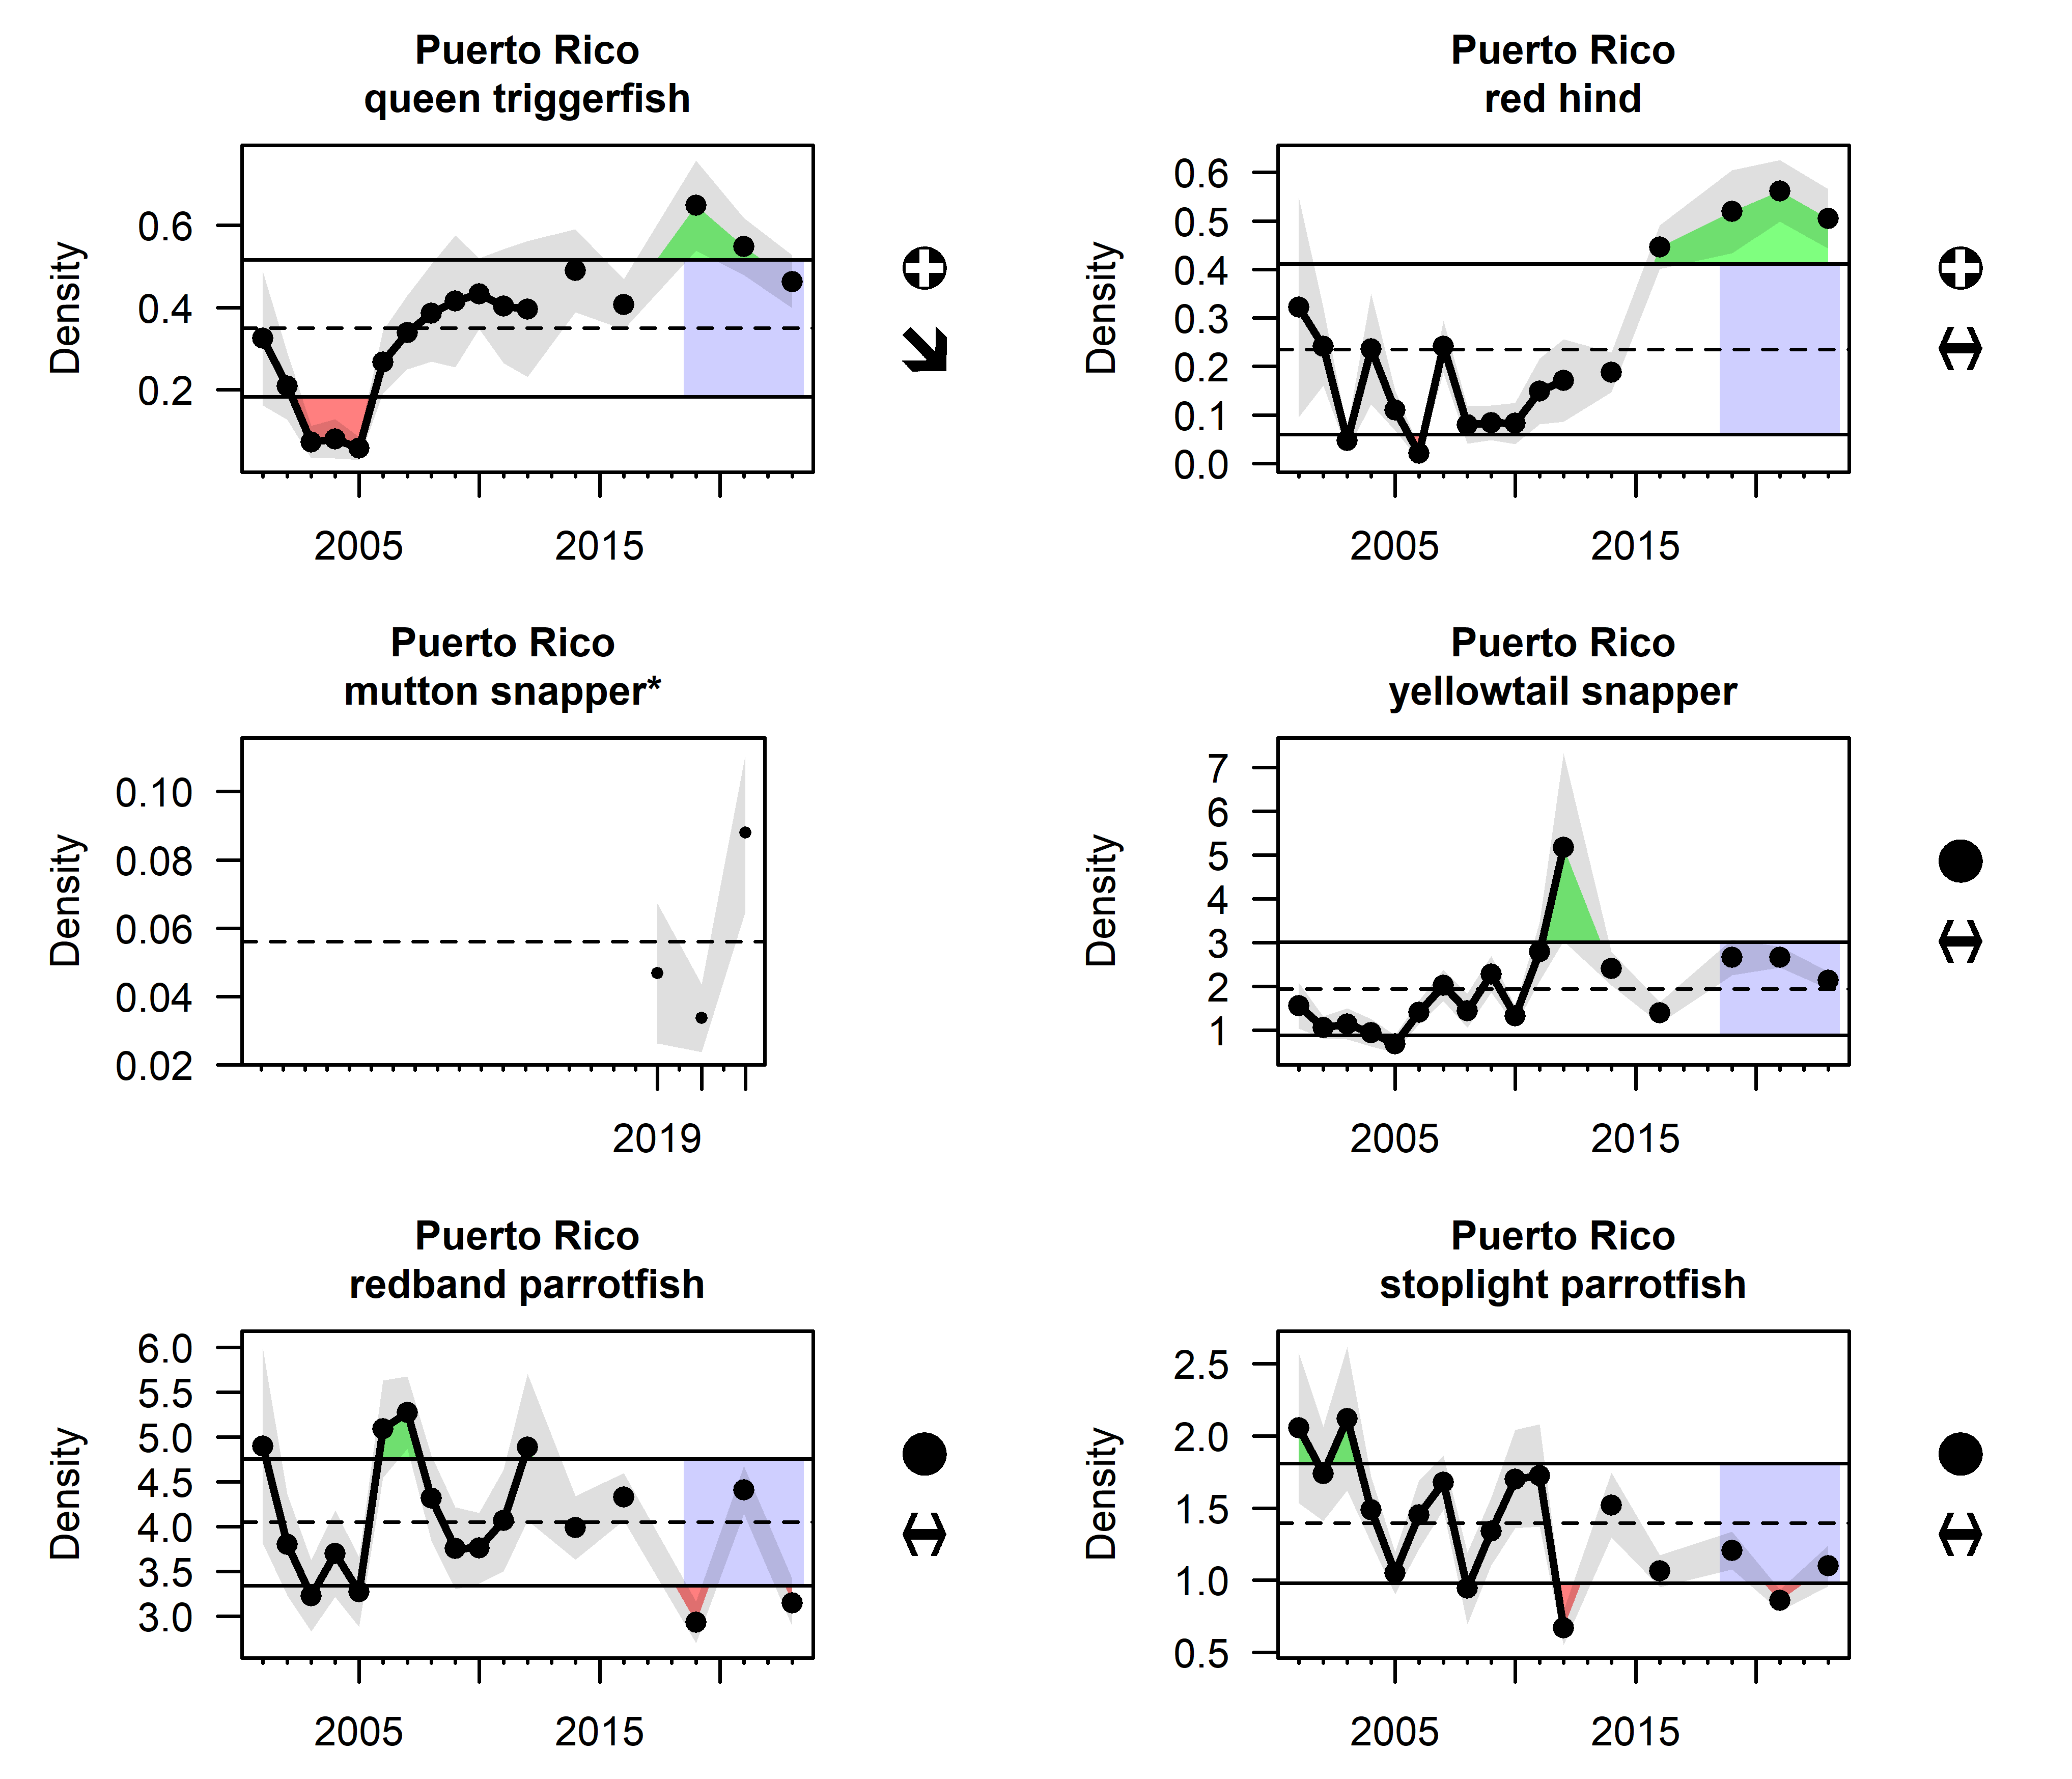 Puerto Rico
queen triggerfish
Density
0.6
0.4
0.2
2005 2015
Puerto Rico
red hind
Density
0.6
0.5
0.4
0.3
0.2
0.1
0.0
2005 2015
Puerto Rico
mutton snapper*
Density
0.10
0.08
0.06
0.04
0.02
2019
Puerto Rico
yellowtail snapper
Density
7
6
5
4
3
2
1
2005 2015
Puerto Rico
redband parrotfish
Density
6.0
5.5
5.0
4.5
4.0
3.5
3.0
2005 2015
Puerto Rico
stoplight parrotfish
Density
2.5
2.0
1.5
1.0
0.5
2005 2015